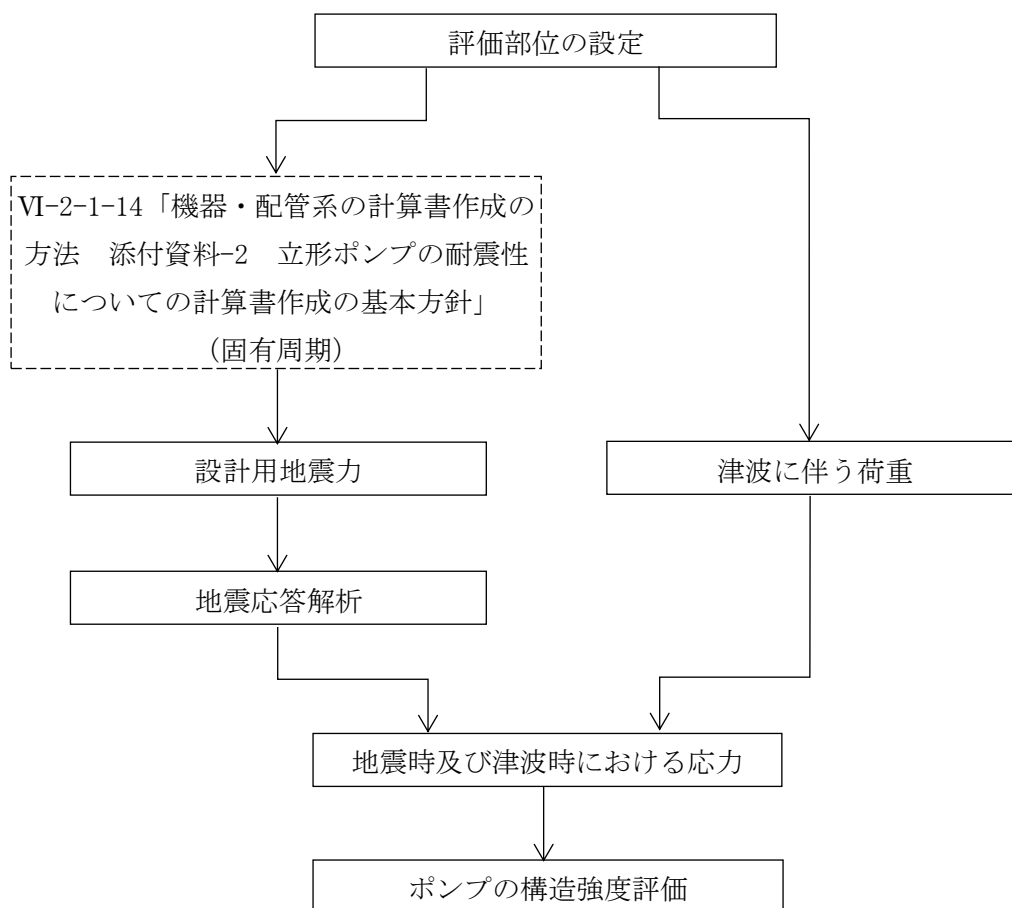 評価部位の設定
Ⅵ-2-1-14「機器・配管系の計算書作成の
方法 添付資料-2 立形ポンプの耐震性
についての計算書作成の基本方針」
(固有周期)
設計用地震力
津波に伴う荷重
地震応答解析
地震時及び津波時における応力
ポンプの構造強度評価